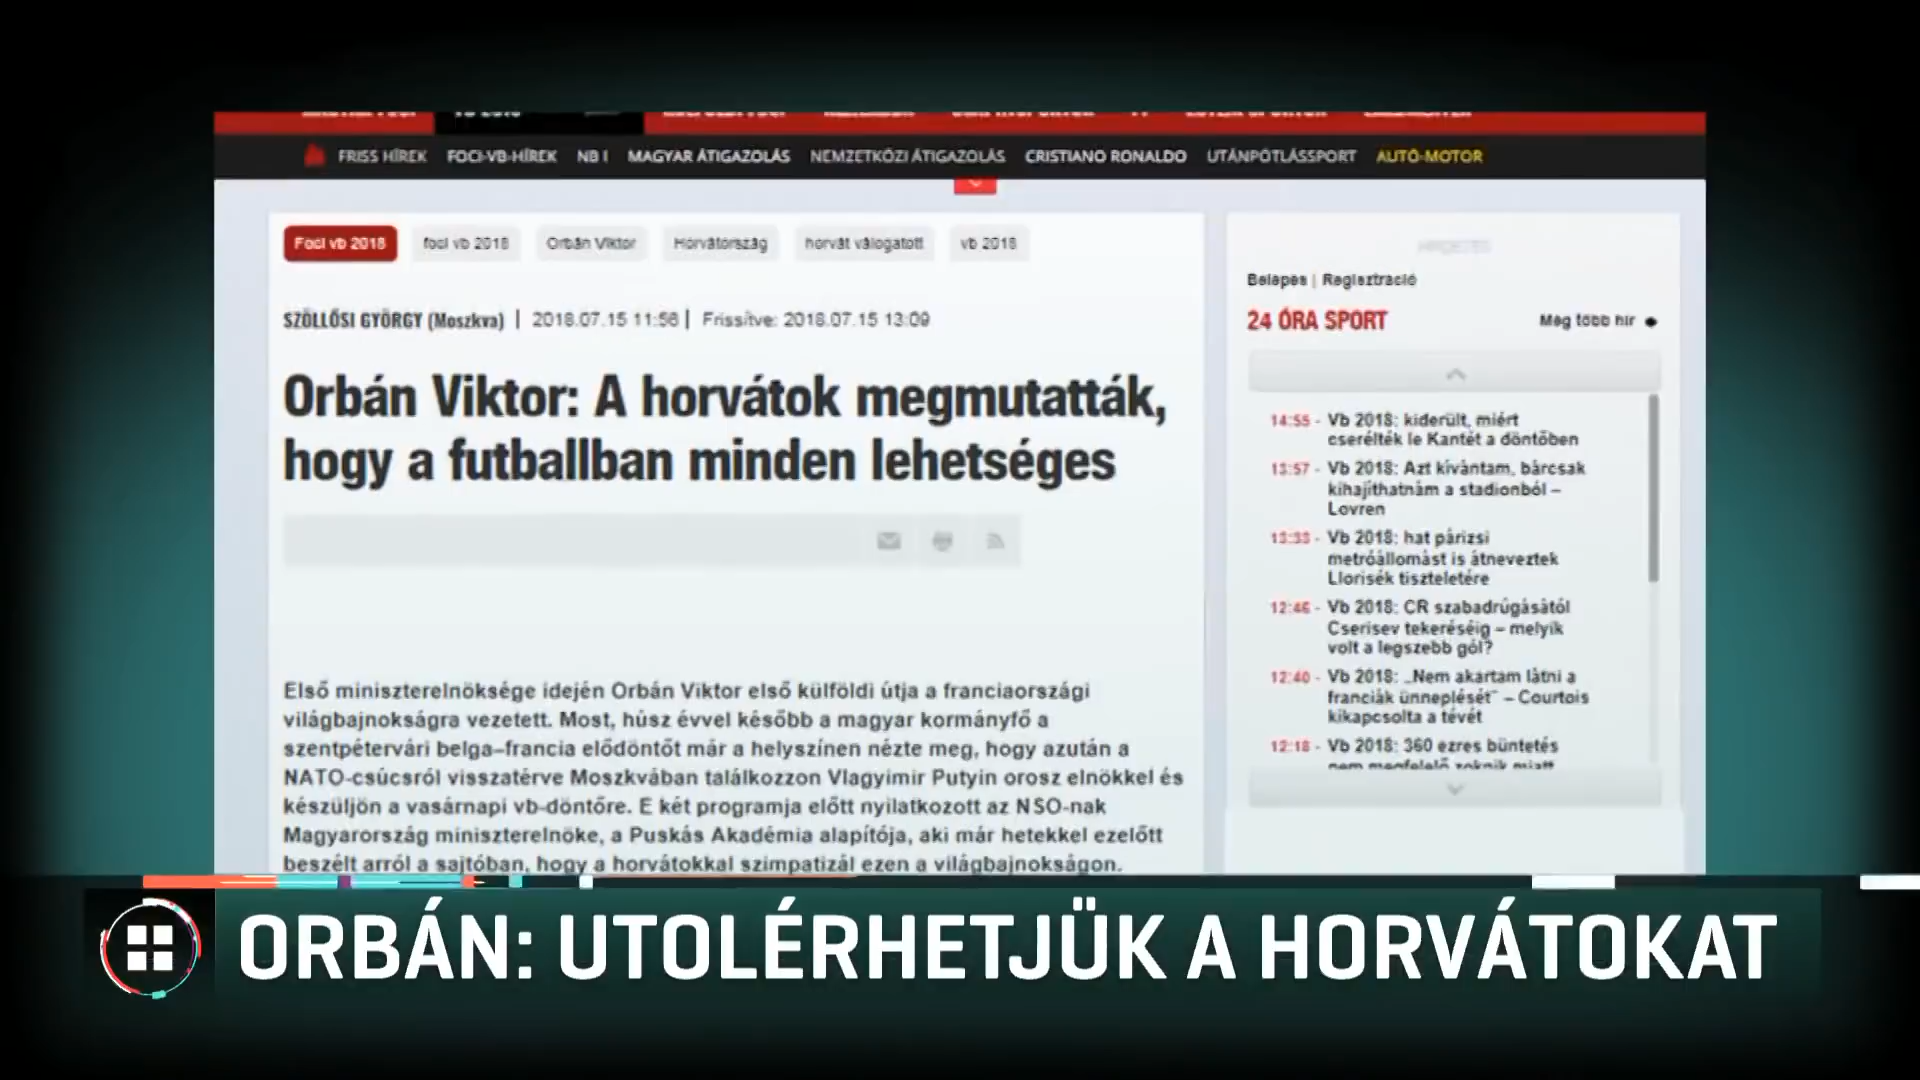 FRISS HÍREK FOCI-VB-HÍREK NB I MAGYAR ÁTIGAZOLÁS NEMZETKÖZI ÁTIGAZOLÁS CRISTIANO RONALDO UTÁNPÓTLÁSSPORT AUTÓ-MOTOR
Foci vb 2018 foci vb 2018 Orbán Viktor Horvátország horvát válogatott vb 2018
SZÖLLŐSI GYÖRGY (Moszkva) | 2018.07.15 11:56 | Frissítve: 2018.07.15 13:09
Orbán Viktor: A horvátok megmutatták,
hogy a futballban minden lehetséges
Első miniszterelnöksége idején Orbán Viktor első külföldi útja a franciaországi
világbajnokságra vezetett. Most, húsz évvel később a magyar kormányfő a
szentpétervári belga–francia elődöntőt már a helyszínen nézte meg, hogy azután a
NATO-csúcsról visszatérve Moszkvában találkozzon Vlagyimir Putyin orosz elnökkel és
készüljön a vasárnapi vb-döntőre. E két programja előtt nyilatkozott az NSO-nak
Magyarország miniszterelnöke, a Puskás Akadémia alapítója, aki már hetekkel ezelőtt
beszélt arról a sajtóban, hogy a horvátokkal szimpatizál ezen a világbajnokságon.
HIRDETÉS
Belépés | Regisztráció
24 ÓRA SPORT Még több hír
14:55 - Vb 2018: kiderült, miért
cserélték le Kantét a döntőben
13:57 - Vb 2018: Azt kívántam, bárcsak
kihajíthatnám a stadionból –
Lovren
13:33 - Vb 2018: hat párizsi
metróállomást is átneveztek
Llorisék tiszteletére
12:46 - Vb 2018: CR szabadrúgásától
Cserisev tekeréséig – melyik
volt a legszebb gól?
12:40 - Vb 2018: „Nem akartam látni a
franciák ünneplését" – Courtois
kikapcsolta a tévét
12:18 - Vb 2018: 360 ezres büntetés
nem megfelelő zoknik miatt
ORBÁN: UTOLÉRHETJÜK A HORVÁTOKAT